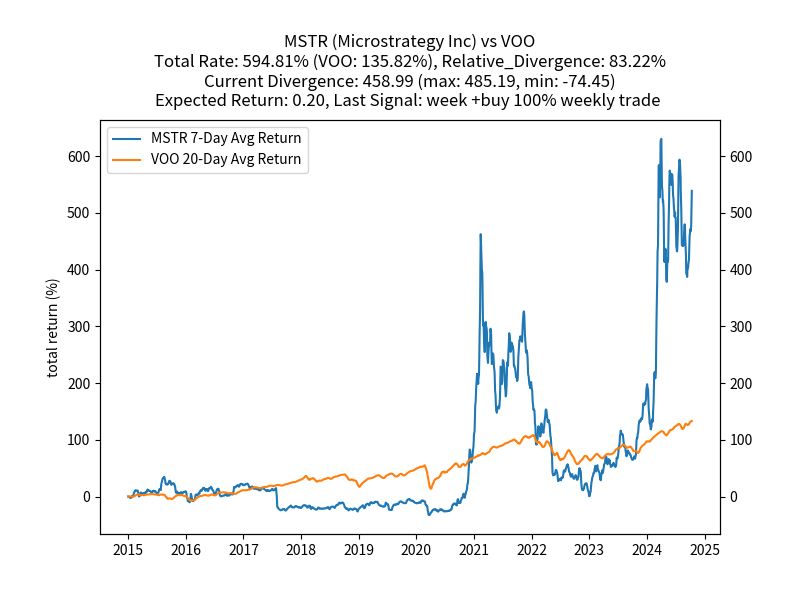 MSTR (Microstrategy Inc) vs VOO
Total Rate: 594.81% (VOO: 135.82%), Relative_Divergence: 83.22%
Current Divergence: 458.99 (max: 485.19, min: -74.45)
Expected Return: 0.20, Last Signal: week +buy 100% weekly trade
MSTR 7-Day Avg Return
VOO 20-Day Avg Return
total return (%)
600 600
500 500
400 400
300 300
200 200
100 100
0 0
2015 2016 2017 2018 2019 2020 2021 2022 2023 2024 2025